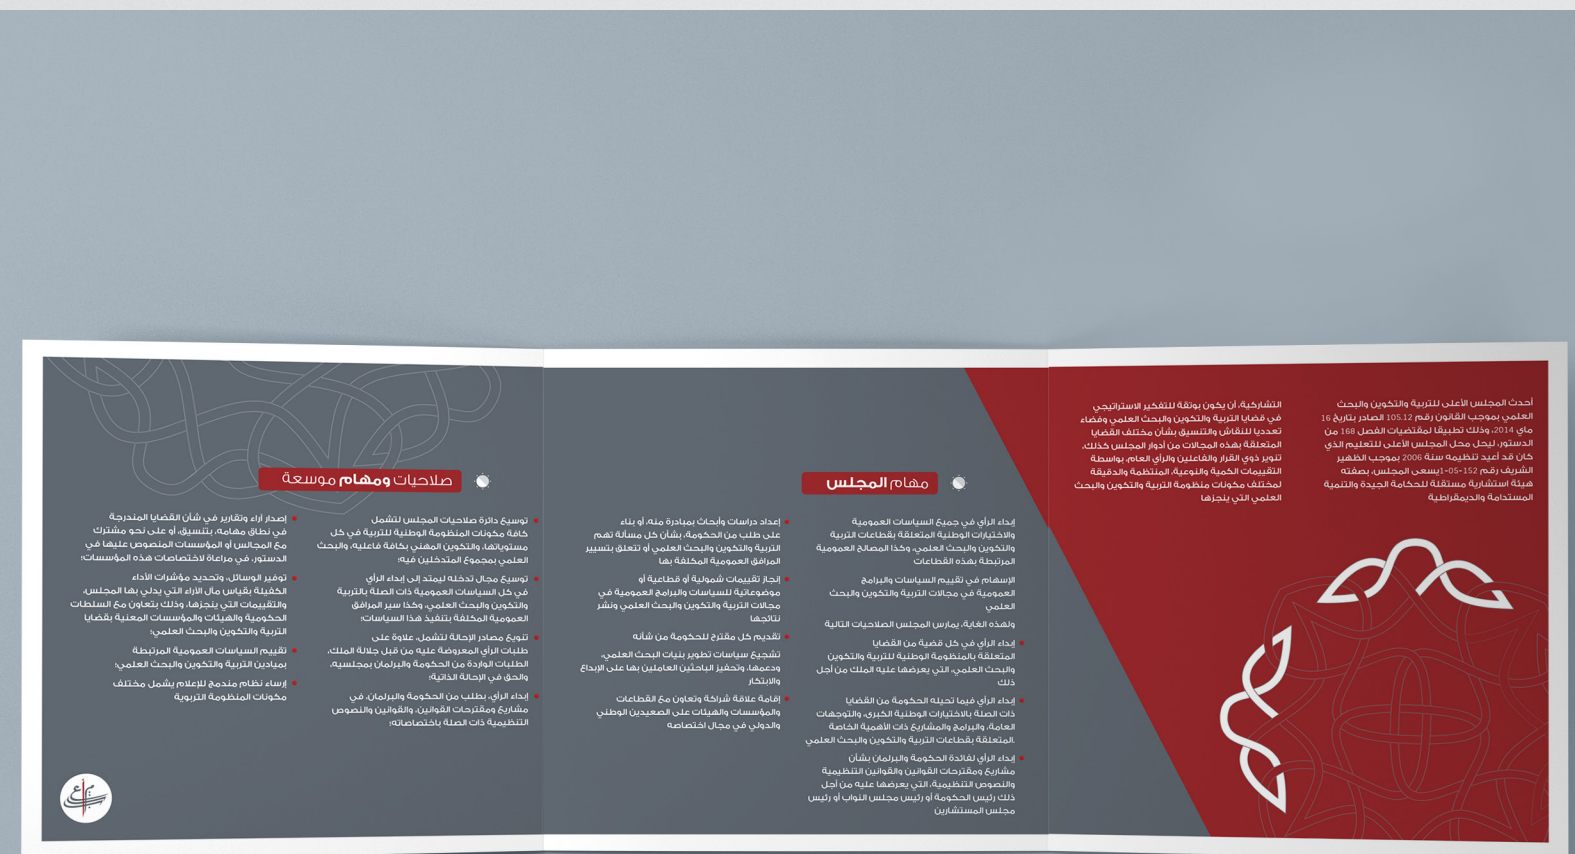 أحدث المجلس الأعلى للتربية والتكوين والبحث
العلمي بموجب القانون رقم 105.12 الصادر بتاريخ 16
ماي 2014، وذلك تطبيقا لمقتضيات الفصل 168 من
الدستور، ليحل محل المجلس الأعلى للتعليم الذي
كان قد أعيد تنظيمه سنة 2006 بموجب الظهير
الشريف رقم 152-05-1يسعى المجلس، بصفته
هيئة استشارية مستقلة للحكامة الجيدة والتنمية
المستدامة والديمقراطية
التشاركية، أن يكون بوتقة للتفكير الاستراتيجي
في قضايا التربية والتكوين والبحث العلمي وفضاء
تعدديا للنقاش والتنسيق بشأن مختلف القضايا
المتعلقة بهذه المجالات من أدوار المجلس كذلك،
تنوير ذوي القرار والفاعلين والرأي العام، بواسطة
التقييمات الكمية والنوعية، المنتظمة والدقيقة
لمختلف مكونات منظومة التربية والتكوين والبحث
العلمي التي ينجزها
مهام المجلس
إبداء الرأي في جميع السياسات العمومية
والاختيارات الوطنية المتعلقة بقطاعات التربية
والتكوين والبحث العلمي، وكذا المصالح العمومية
المرتبطة بهذه القطاعات
الإسهام في تقييم السياسات والبرامج
العمومية في مجالات التربية والتكوين والبحث
العلمي
ولهذه الغاية، يمارس المجلس الصلاحيات التالية
إبداء الرأي في كل قضية من القضايا
المتعلقة بالمنظومة الوطنية للتربية والتكوين
والبحث العلمي، التي يعرضها عليه الملك من أجل
ذلك
إبداء الرأي فيما تحيله الحكومة من القضايا
ذات الصلة بالاختيارات الوطنية الكبرى، والتوجهات
العامة، والبرامج والمشاريع ذات الأهمية الخاصة
المتعلقة بقطاعات التربية والتكوين والبحث العلمي.
إبداء الرأي لفائدة الحكومة والبرلمان بشأن
مشاريع ومقترحات القوانين والقوانين التنظيمية
والنصوص التنظيمية، التي يعرضها عليه من أجل
ذلك رئيس الحكومة أو رئيس مجلس النواب أو رئيس
مجلس المستشارين
إعداد دراسات وأبحاث بمبادرة منه، أو بناء
على طلب من الحكومة، بشأن كل مسألة تهم
التربية والتكوين والبحث العلمي أو تتعلق بتسيير
المرافق العمومية المكلفة بها
إنجاز تقييمات شمولية أو قطاعية أو
موضوعاتية للسياسات والبرامج العمومية في
مجالات التربية والتكوين والبحث العلمي ونشر
نتائجها
تقديم كل مقترح للحكومة من شأنه
تشجيع سياسات تطوير بنيات البحث العلمي،
ودعمها، وتحفيز الباحثين العاملين بها على الإبداع
والابتكار
إقامة علاقة شراكة وتعاون مع القطاعات
والمؤسسات والهيئات على الصعيدين الوطني
والدولي في مجال اختصاصه
صلاحيات ومهام موسعة
توسيع دائرة صلاحيات المجلس لتشمل
كافة مكونات المنظومة الوطنية للتربية في كل
مستوياتها، والتكوين المهني بكافة فاعليه، والبحث
العلمي بمجموع المتدخلين فيه؛
توسيع مجال تدخله ليمتد إلى إبداء الرأي
في كل السياسات العمومية ذات الصلة بالتربية
والتكوين والبحث العلمي، وكذا سير المرافق
العمومية المكلفة بتنفيذ هذا السياسات؛
تنويع مصادر الإحالة لتشمل، علاوة على
طلبات الرأي المعروضة عليه من قبل جلالة الملك،
الطلبات الواردة من الحكومة والبرلمان بمجلسيه،
والحق في الإحالة الذاتية؛
إبداء الرأي، بطلب من الحكومة والبرلمان، في
مشاريع ومقترحات القوانين، والقوانين والنصوص
التنظيمية ذات الصلة باختصاصاته؛
إصدار آراء وتقارير في شأن القضايا المندرجة
في نطاق مهامه، بتنسيق، أو على نحو مشترك
مع المجالس أو المؤسسات المنصوص عليها في
الدستور، في مراعاة لاختصاصات هذه المؤسسات؛
توفير الوسائل، وتحديد مؤشرات الأداء
الكفيلة بقياس مآل الآراء التي يدلي بها المجلس،
والتقييمات التي ينجزها، وذلك بتعاون مع السلطات
الحكومية والهيئات والمؤسسات المعنية بقضايا
التربية والتكوين والبحث العلمي؛
تقييم السياسات العمومية المرتبطة
بميادين التربية والتكوين والبحث العلمي؛
إرساء نظام مندمج للإعلام يشمل مختلف
مكونات المنظومة التربوية